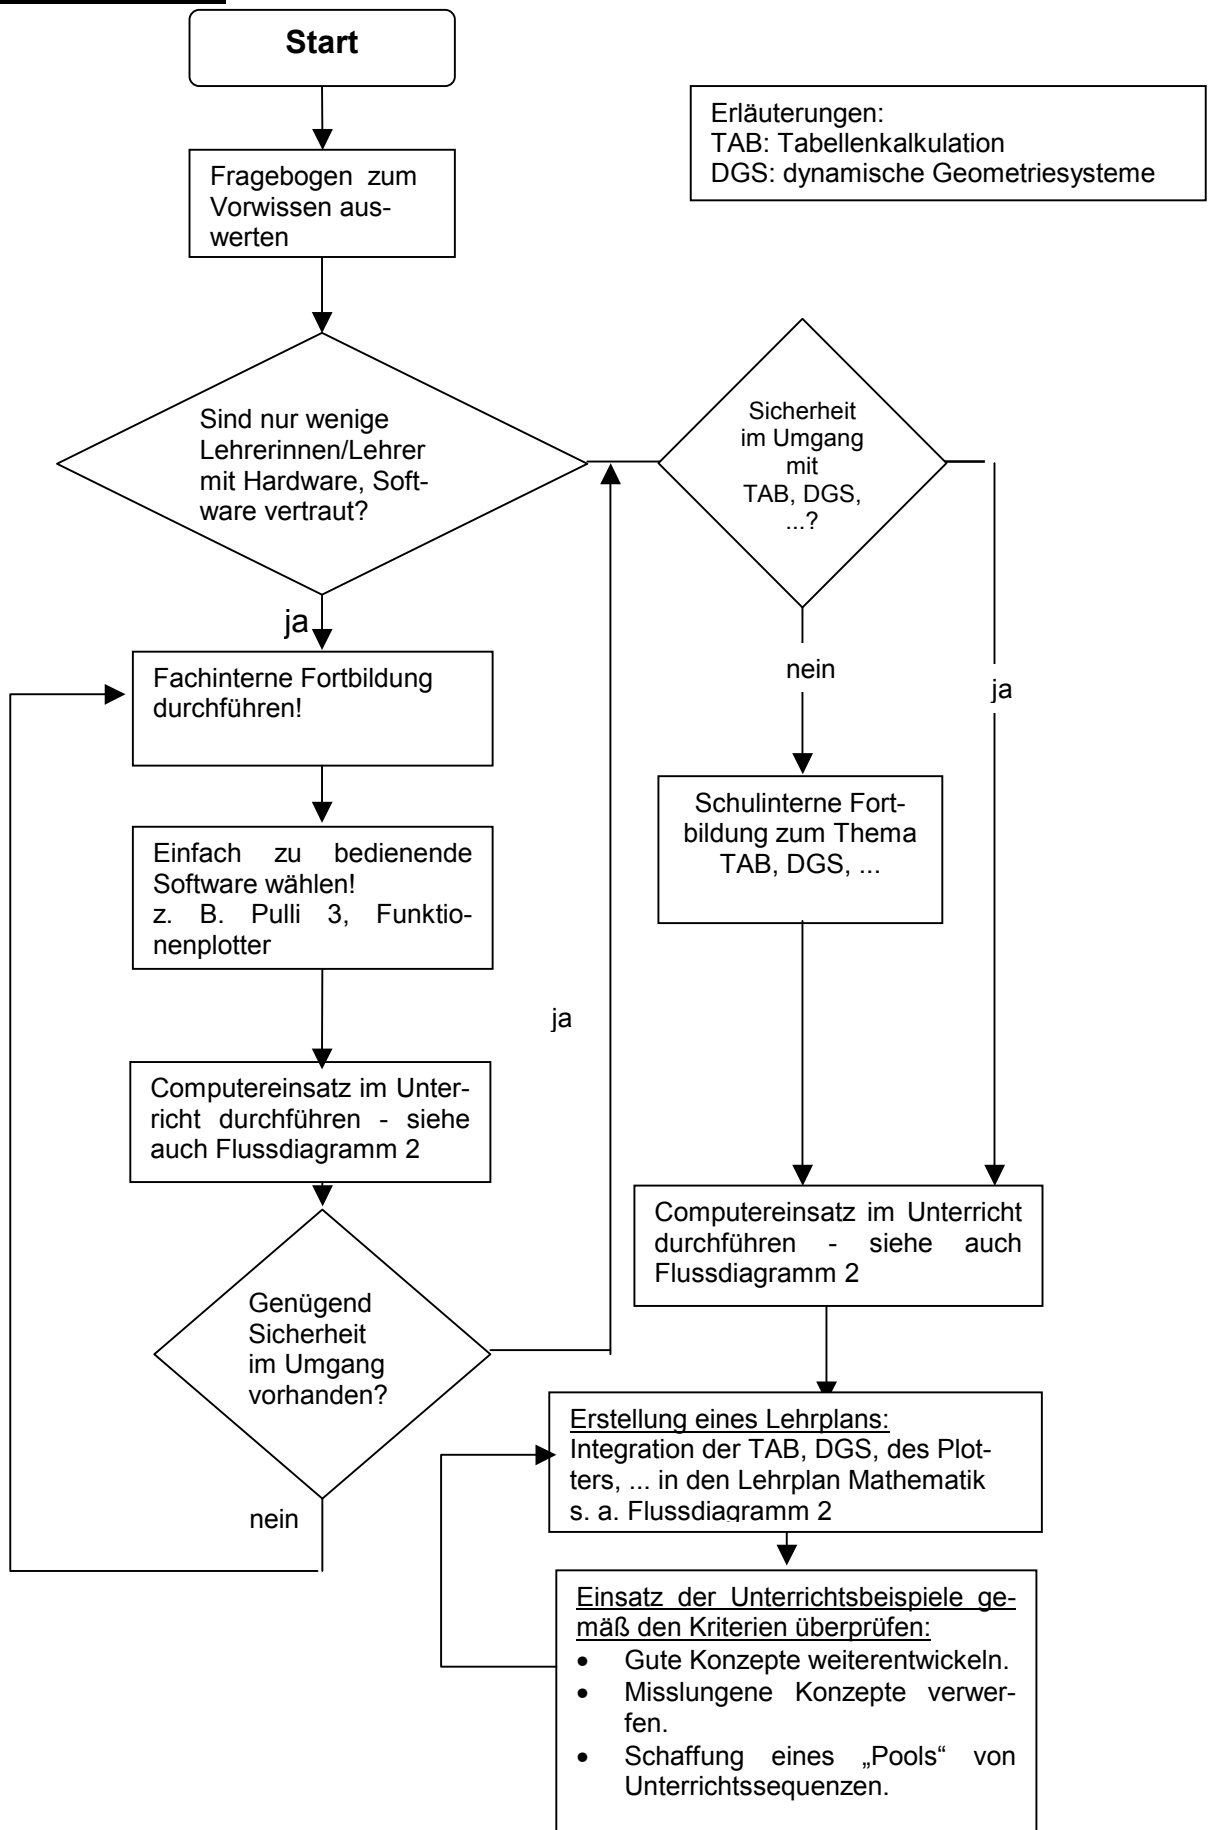 Start
Erläuterungen:
TAB: Tabellenkalkulation
DGS: dynamische Geometriesysteme
Fragebogen zum
Vorwissen aus-
werten
Sind nur wenige
Lehrerinnen/Lehrer
mit Hardware, Soft-
ware vertraut?
Sicherheit
im Umgang
mit
TAB, DGS,
...?
ja
nein
ja
Fachinterne Fortbildung
durchführen!
Schulinterne Fort-
bildung zum Thema
TAB, DGS, ...
Einfach zu bedienende
Software wählen!
z. B. Pulli 3, Funktio-
nenplotter
ja
Computereinsatz im Unter-
richt durchführen - siehe
auch Flussdiagramm 2
Computereinsatz im Unterricht
durchführen - siehe auch
Flussdiagramm 2
Genügend
Sicherheit
im Umgang
vorhanden?
nein
Erstellung eines Lehrplans:
Integration der TAB, DGS, des Plot-
ters, ... in den Lehrplan Mathematik
s. a. Flussdiagramm 2
Einsatz der Unterrichtsbeispiele ge-
mäß den Kriterien überprüfen:
• Gute Konzepte weiterentwickeln.
• Misslungene Konzepte verwer-
fen.
• Schaffung eines „Pools“ von
Unterrichtssequenzen.